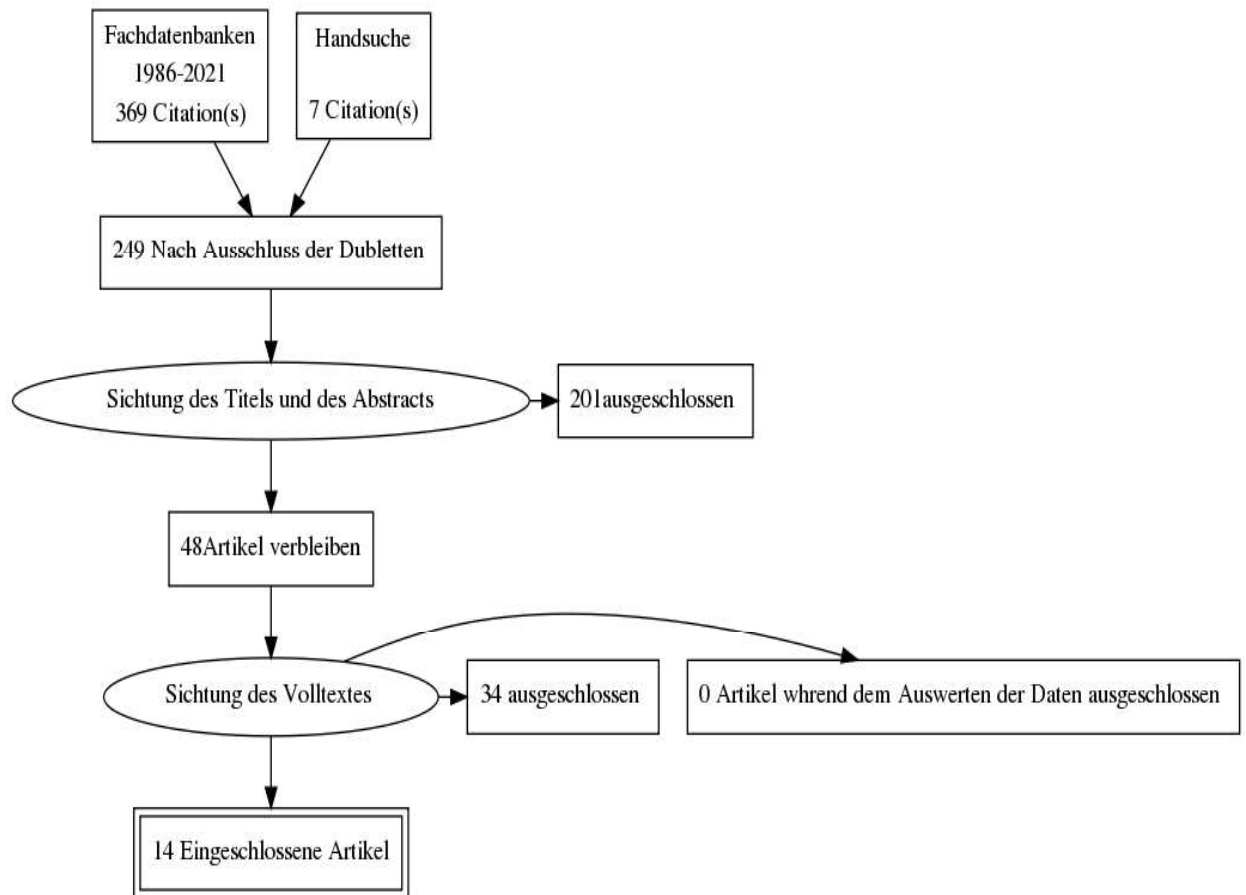 Fachdatenbanken
1986-2021
369 Citation(s)
Handsuche
7 Citation(s)
249 Nach Ausschluss der Dubletten
Sichtung des Titels und des Abstracts
201ausgeschlossen
48Artikel verbleiben
Sichtung des Volltextes
34 ausgeschlossen
0 Artikel whrend dem Auswerten der Daten ausgeschlossen
14 Eingeschlossene Artikel